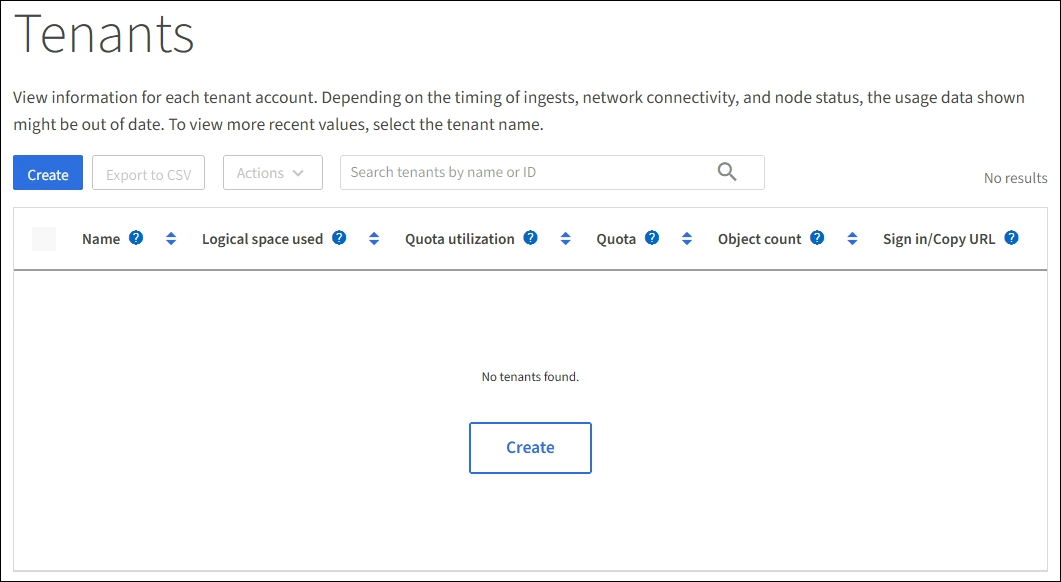 Tenants
View information for each tenant account. Depending on the timing of ingests, network connectivity, and node status, the usage data shown
might be out of date. To view more recent values, select the tenant name.
Create Export to CSV Actions Search tenants by name or ID No results
Name ? Logical space used ? Quota utilization ? Quota ? Object count ? Sign in/Copy URL ?
No tenants found.
Create